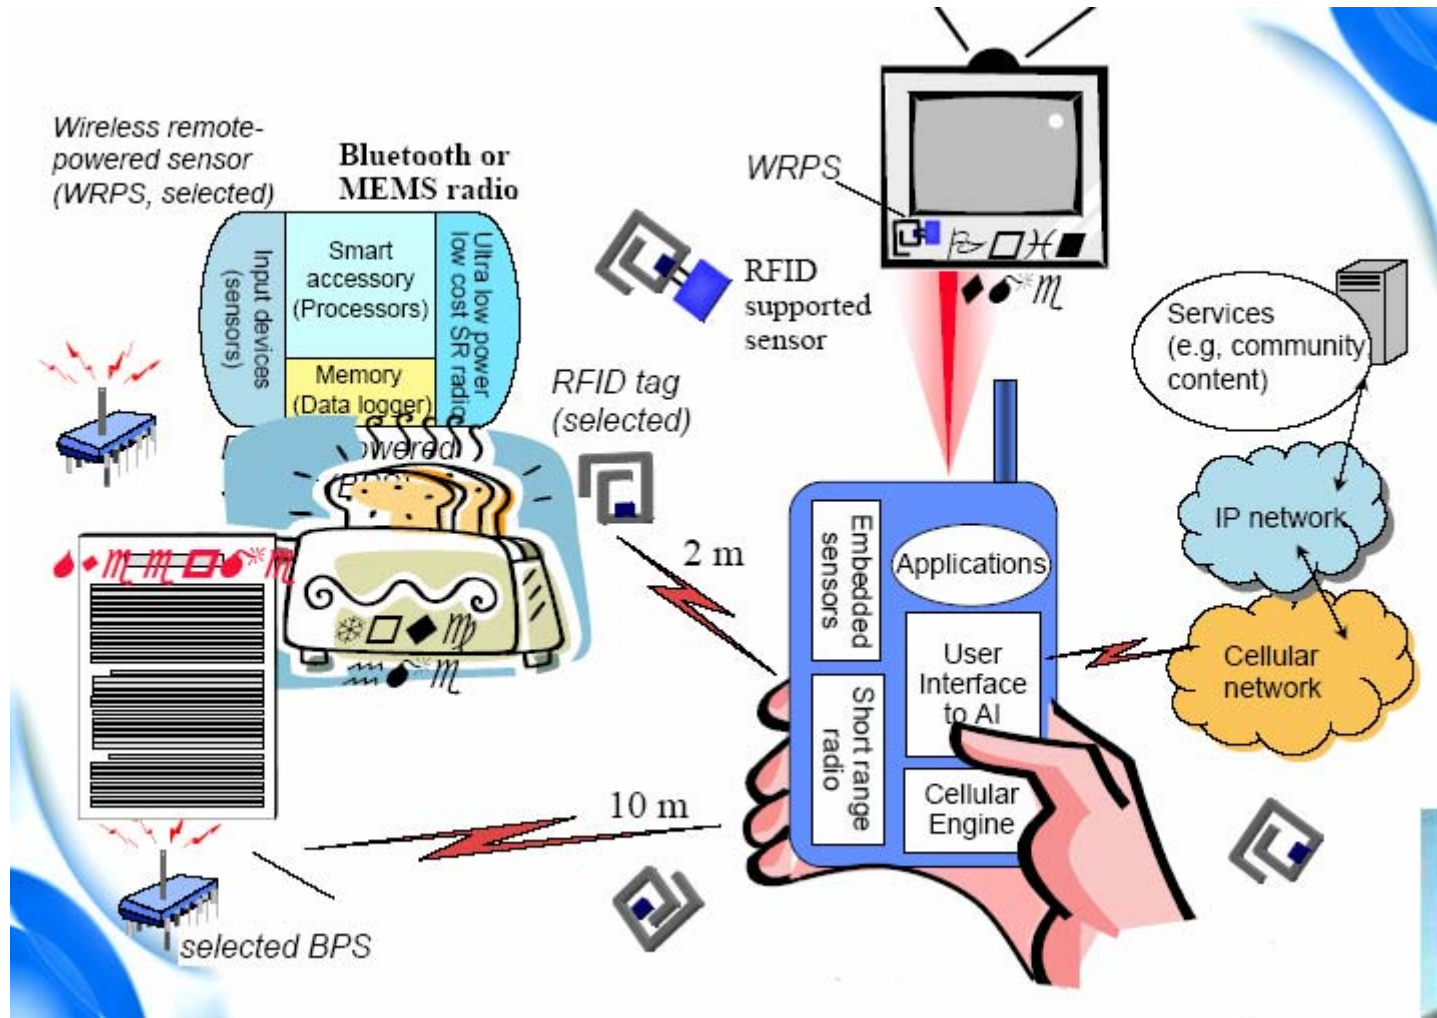 Wireless remote-
powered sensor
(WRPS, selected)
Bluetooth or
MEMS radio
Input devices
(sensors)
Smart
accessory
(Processors)
Memory
(Data logger)
Ultra low power
low cost SR radio
RFID
supported
sensor
WRPS
RFID tag
(selected)
2 m
10 m
selected BPS
Embedded
sensors
Applications
User
Interface
to AI
Short range
radio
Cellular
Engine
Services
(e.g, community
content)
IP network
Cellular
network